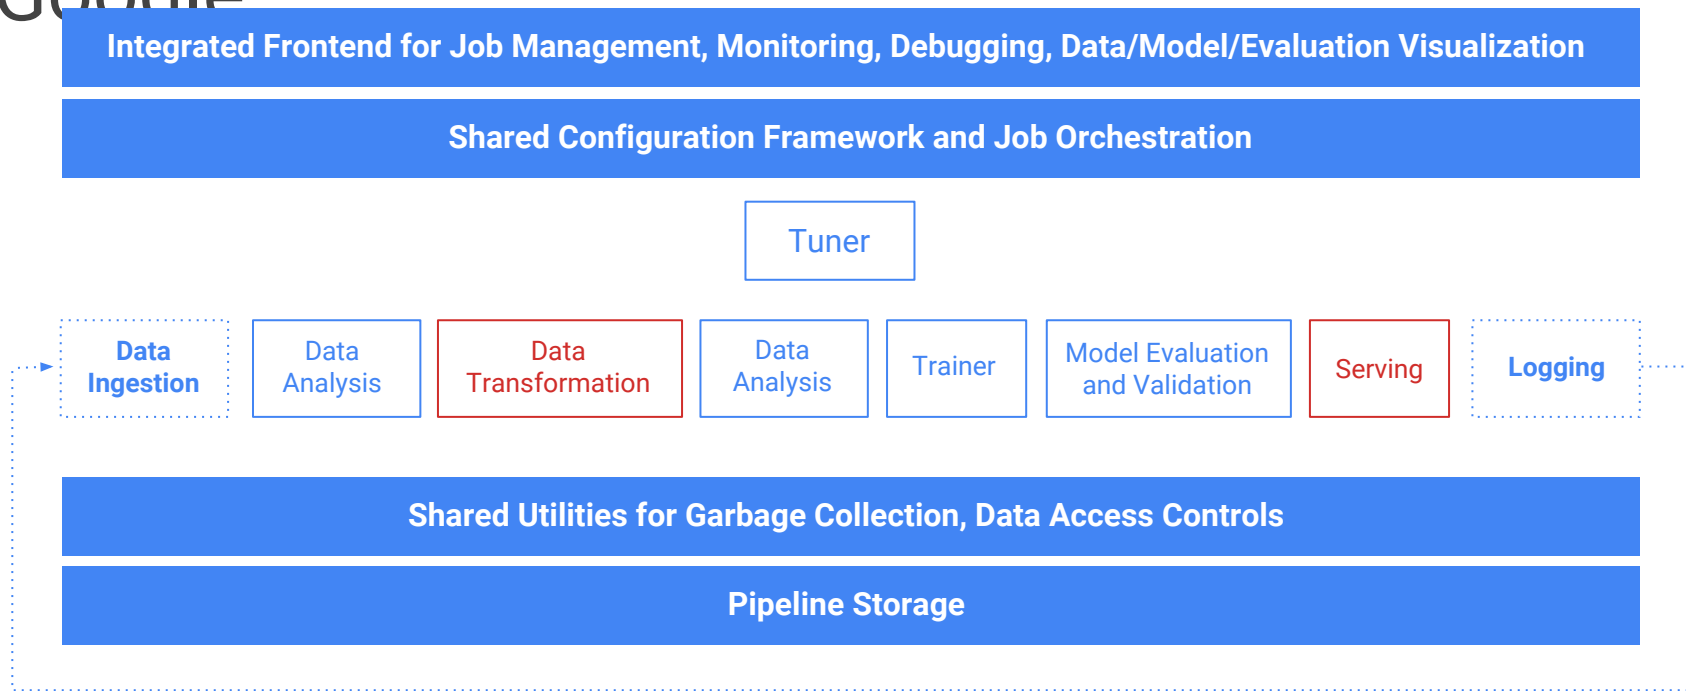 Google
Integrated Frontend for Job Management, Monitoring, Debugging, Data/Model/Evaluation Visualization
Shared Configuration Framework and Job Orchestration
Tuner
Data
Ingestion
Data
Analysis
Data
Transformation
Data
Analysis
Trainer
Model Evaluation
and Validation
Serving
Logging
Shared Utilities for Garbage Collection, Data Access Controls
Pipeline Storage